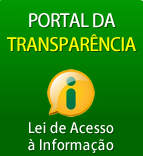 PORTAL DA
TRANSPARÊNCIA
i
Lei de Acesso
à Informação